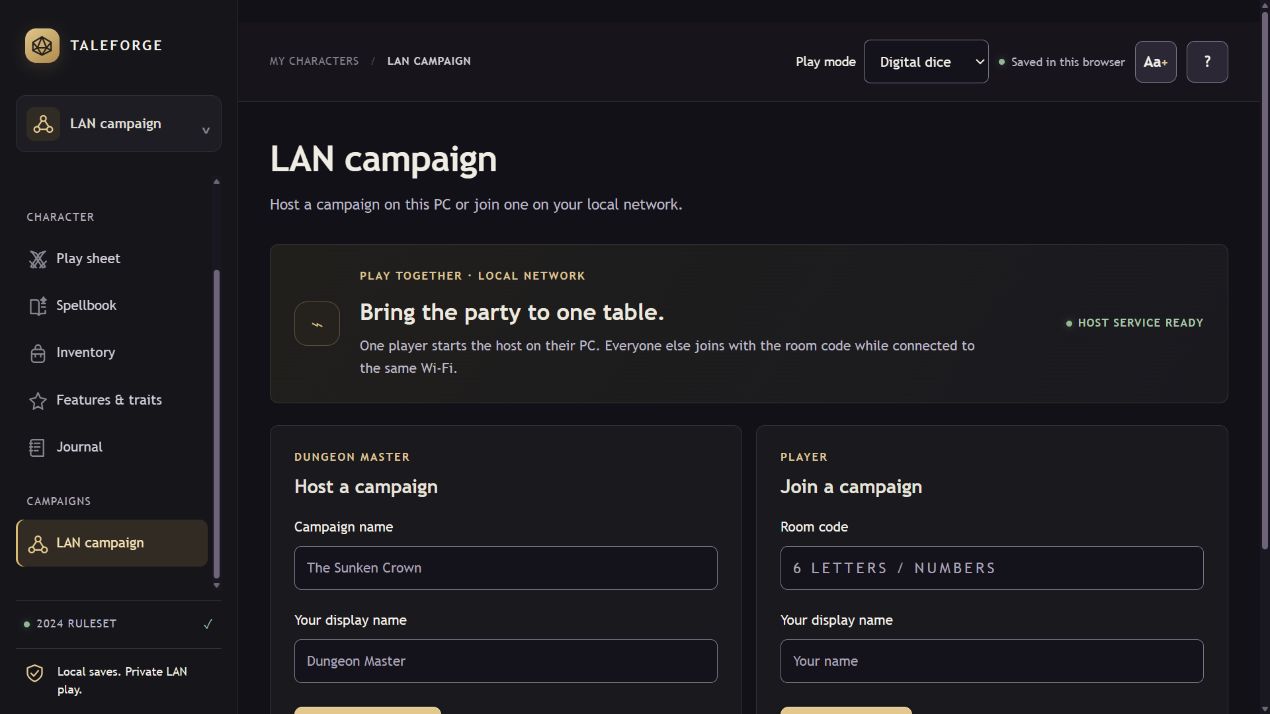 TALEFORGE
LAN campaign
CHARACTER
Play sheet
Spellbook
Inventory
Features & traits
Journal
CAMPAIGNS
LAN campaign
2024 RULESET
Local saves. Private LAN
play.
MY CHARACTERS / LAN CAMPAIGN
Play mode
Digital dice
Saved in this browser
Aa+
?
LAN campaign
Host a campaign on this PC or join one on your local network.
PLAY TOGETHER · LOCAL NETWORK
Bring the party to one table.
One player starts the host on their PC. Everyone else joins with the room code while connected to
the same Wi-Fi.
HOST SERVICE READY
DUNGEON MASTER
Host a campaign
Campaign name
The Sunken Crown
Your display name
Dungeon Master
PLAYER
Join a campaign
Room code
6 LETTERS / NUMBERS
Your display name
Your name